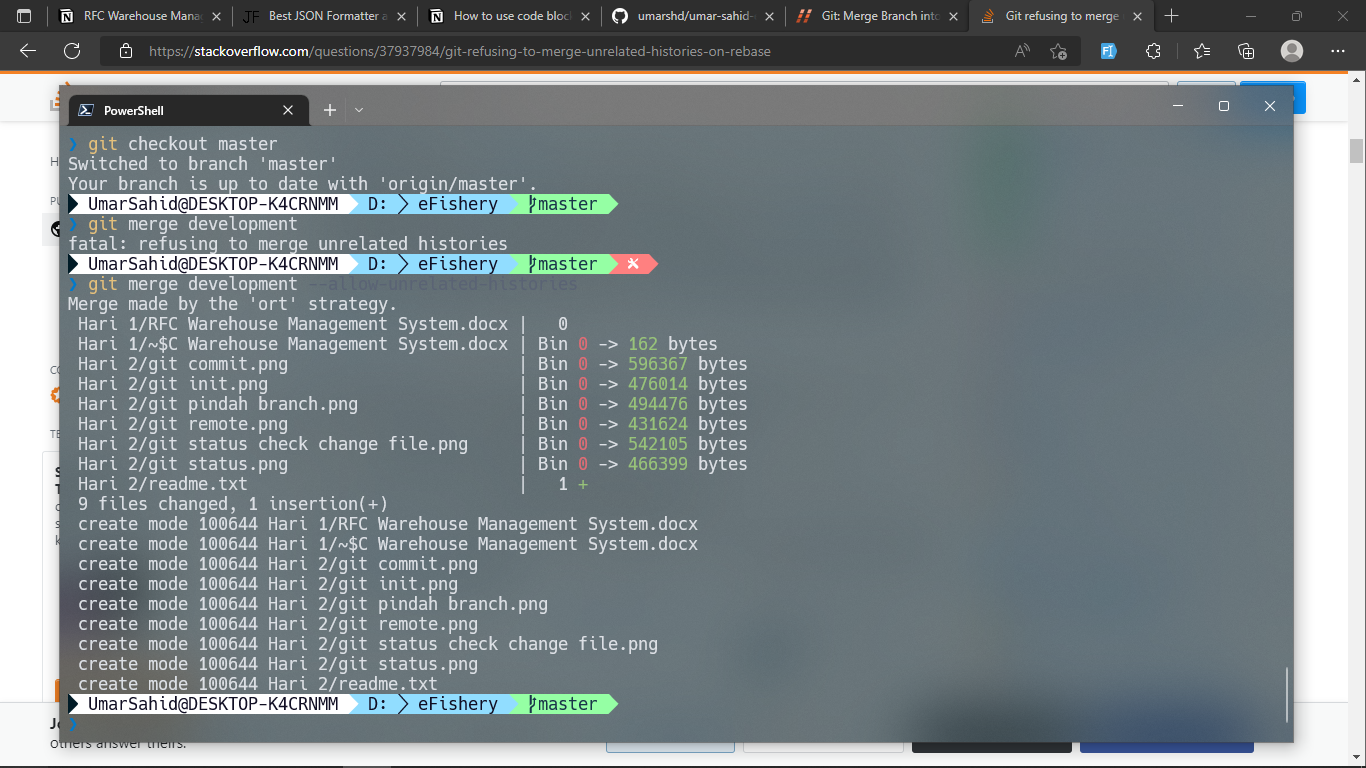 RFC Warehouse Mana
Best JSON Formatter a
How to use code bloc
umarshd/umar-sahid-
Git: Merge Branch into
Git refusing to merge
https://stackoverflow.com/questions/37937984/git-refusing-to-merge-unrelated-histories-on-rebase
PowerShell
❯ git checkout master
Switched to branch 'master'
Your branch is up to date with 'origin/master'.
UmarSahid@DESKTOP-K4CRNMM D: eFishery master
❯ git merge development
fatal: refusing to merge unrelated histories
UmarSahid@DESKTOP-K4CRNMM D: eFishery master
❯ git merge development --allow-unrelated-histories
Merge made by the 'ort' strategy.
Hari 1/RFC Warehouse Management System.docx | 0
Hari 1/~$C Warehouse Management System.docx | Bin 0 -> 162 bytes
Hari 2/git commit.png | Bin 0 -> 596367 bytes
Hari 2/git init.png | Bin 0 -> 476014 bytes
Hari 2/git pindah branch.png | Bin 0 -> 494476 bytes
Hari 2/git remote.png | Bin 0 -> 431624 bytes
Hari 2/git status check change file.png | Bin 0 -> 542105 bytes
Hari 2/git status.png | Bin 0 -> 466399 bytes
Hari 2/readme.txt | 1 +
9 files changed, 1 insertion(+)
create mode 100644 Hari 1/RFC Warehouse Management System.docx
create mode 100644 Hari 1/~$C Warehouse Management System.docx
create mode 100644 Hari 2/git commit.png
create mode 100644 Hari 2/git init.png
create mode 100644 Hari 2/git pindah branch.png
create mode 100644 Hari 2/git remote.png
create mode 100644 Hari 2/git status check change file.png
create mode 100644 Hari 2/git status.png
create mode 100644 Hari 2/readme.txt
UmarSahid@DESKTOP-K4CRNMM D: eFishery master
❯
others answer theirs.